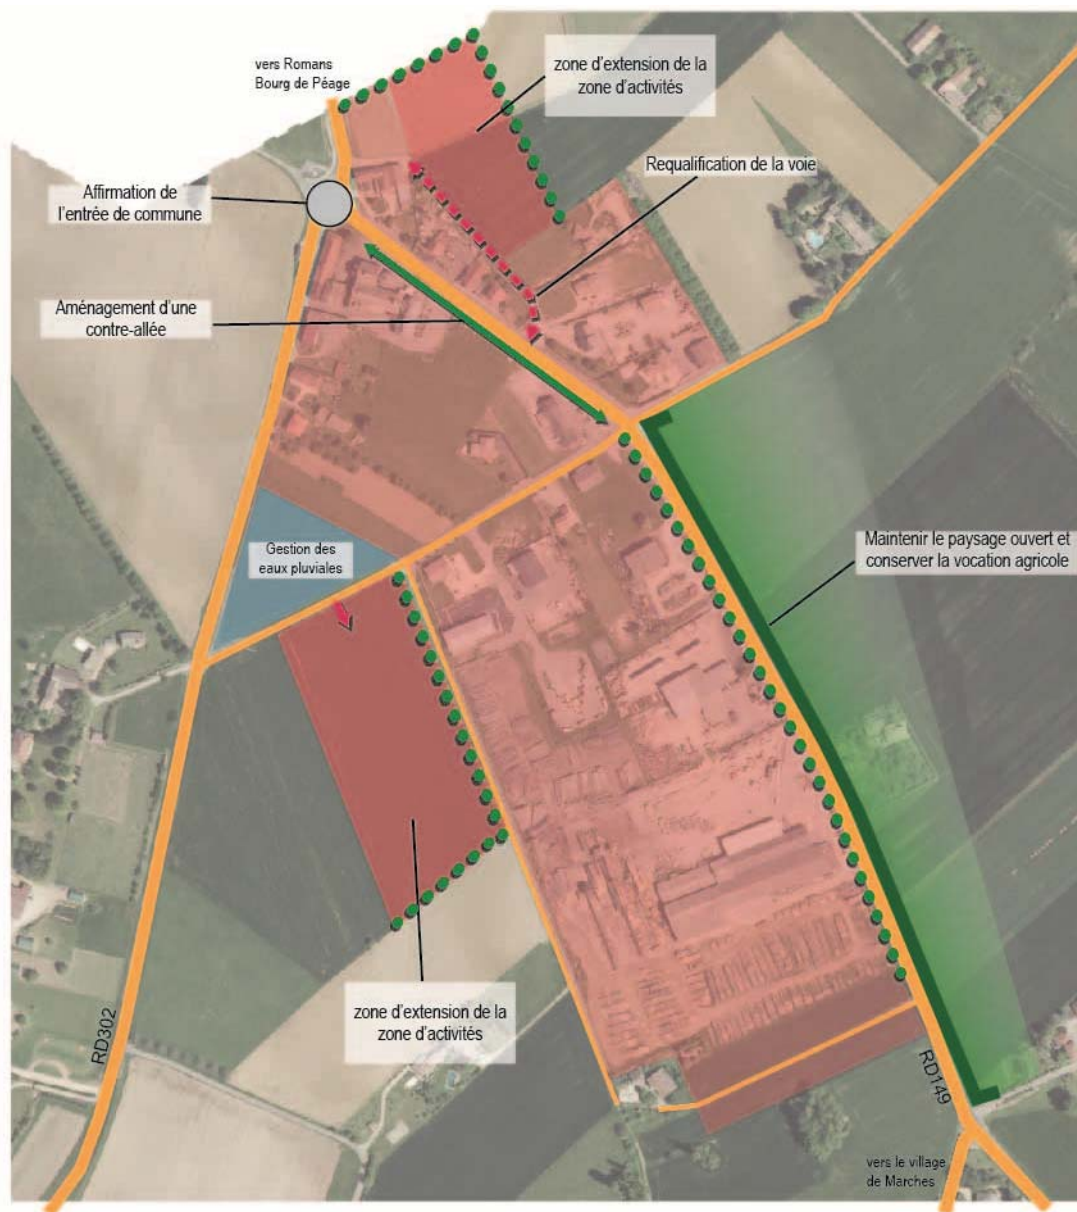 vers Romans
Bourg de Péage
zone d'extension de la
zone d'activités
Requalification de la voie
Affirmation de
l'entrée de commune
Aménagement d'une
contre-allée
Gestion des
eaux pluviales
Maintenir le paysage ouvert et
conserver la vocation agricole
zone d'extension de la
zone d'activités
RD302
RD149
vers le village
de Marches